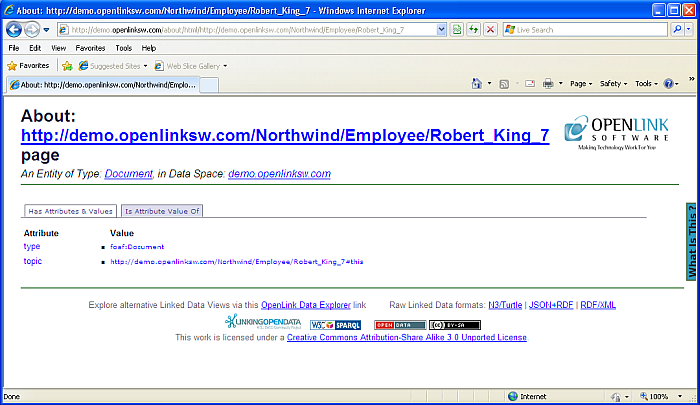 About: http://demo.openlinksw.com/Northwind/Employee/Robert_King_7 - Windows Internet Explorer
http://demo.openlinksw.com/about/html/http://demo.openlinksw.com/Northwind/Employee/Robert_King_7
Live Search
File Edit View Favorites Tools Help
Favorites Suggested Sites Web Slice Gallery
About: http://demo.openlinksw.com/Northwind/Emplo...
Page Safety Tools
About:
http://demo.openlinksw.com/Northwind/Employee/Robert_King_7
page
OPENLINK
SOFTWARE
Making Technology Work For You
An Entity of Type: Document, in Data Space: demo.openlinksw.com
Has Attributes & Values Is Attribute Value Of
What Is This ?
Attribute Value
type foaf:Document
topic http://demo.openlinksw.com/Northwind/Employee/Robert_King_7#this
Explore alternative Linked Data Views via this OpenLink Data Explorer link Raw Linked Data formats: N3/Turtle | JSON+RDF | RDF/XML
LINKINGOPENDATA W3C SPARQL OPEN DATA (cc) BY-SA
This work is licensed under a Creative Commons Attribution-Share Alike 3.0 Unported License.
Done Internet 100%